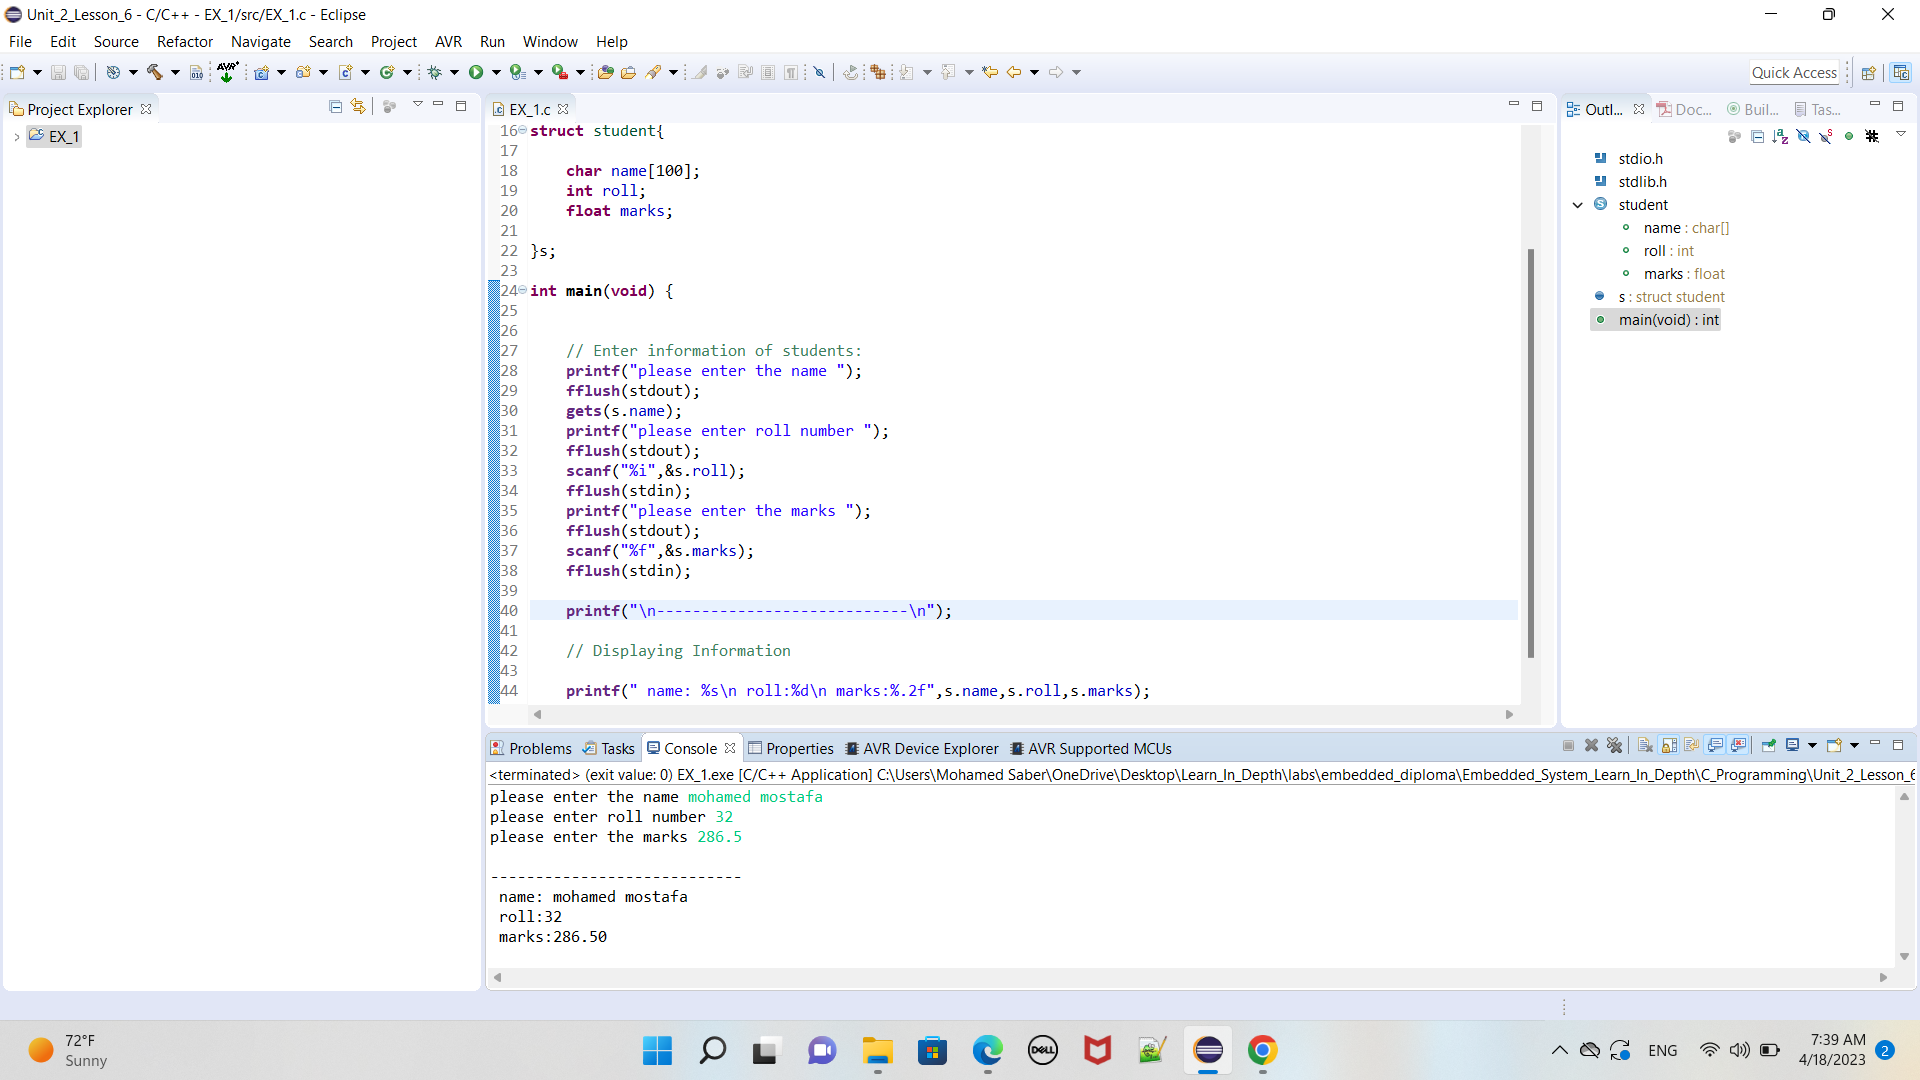 Unit_2_Lesson_6 - C/C++ - EX_1/src/EX_1.c - Eclipse
File Edit Source Refactor Navigate Search Project AVR Run Window Help
Quick Access
Project Explorer
EX_1
EX_1.c
16 struct student{
17
18 char name[100];
19 int roll;
20 float marks;
21
22 }s;
23
24 int main(void) {
25
26
27 // Enter information of students:
28 printf("please enter the name ");
29 fflush(stdout);
30 gets(s.name);
31 printf("please enter roll number ");
32 fflush(stdout);
33 scanf("%i",&s.roll);
34 fflush(stdin);
35 printf("please enter the marks ");
36 fflush(stdout);
37 scanf("%f",&s.marks);
38 fflush(stdin);
39
40 printf("\n----------------------------\n");
41
42 // Displaying Information
43
44 printf(" name: %s\n roll:%d\n marks:%.2f",s.name,s.roll,s.marks);
Outl... Doc... Buil... Tas...
stdio.h
stdlib.h
student
name : char[]
roll : int
marks : float
s : struct student
main(void) : int
Problems Tasks Console Properties AVR Device Explorer AVR Supported MCUs
<terminated> (exit value: 0) EX_1.exe [C/C++ Application] C:\Users\Mohamed Saber\OneDrive\Desktop\Learn_In_Depth\labs\embedded_diploma\Embedded_System_Learn_In_Depth\C_Programming\Unit_2_Lesson_6
please enter the name mohamed mostafa
please enter roll number 32
please enter the marks 286.5
----------------------------
name: mohamed mostafa
roll:32
marks:286.50
72°F
Sunny
DELL
ENG
7:39 AM
4/18/2023
2